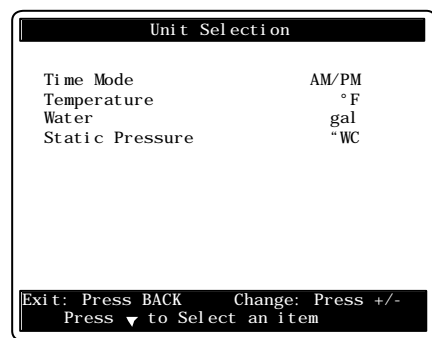 Unit Selection
Time Mode AM/PM
Temperature °F
Water gal
Static Pressure “WC
Exit: Press BACK Change: Press +/-
Press ▼ to Select an item